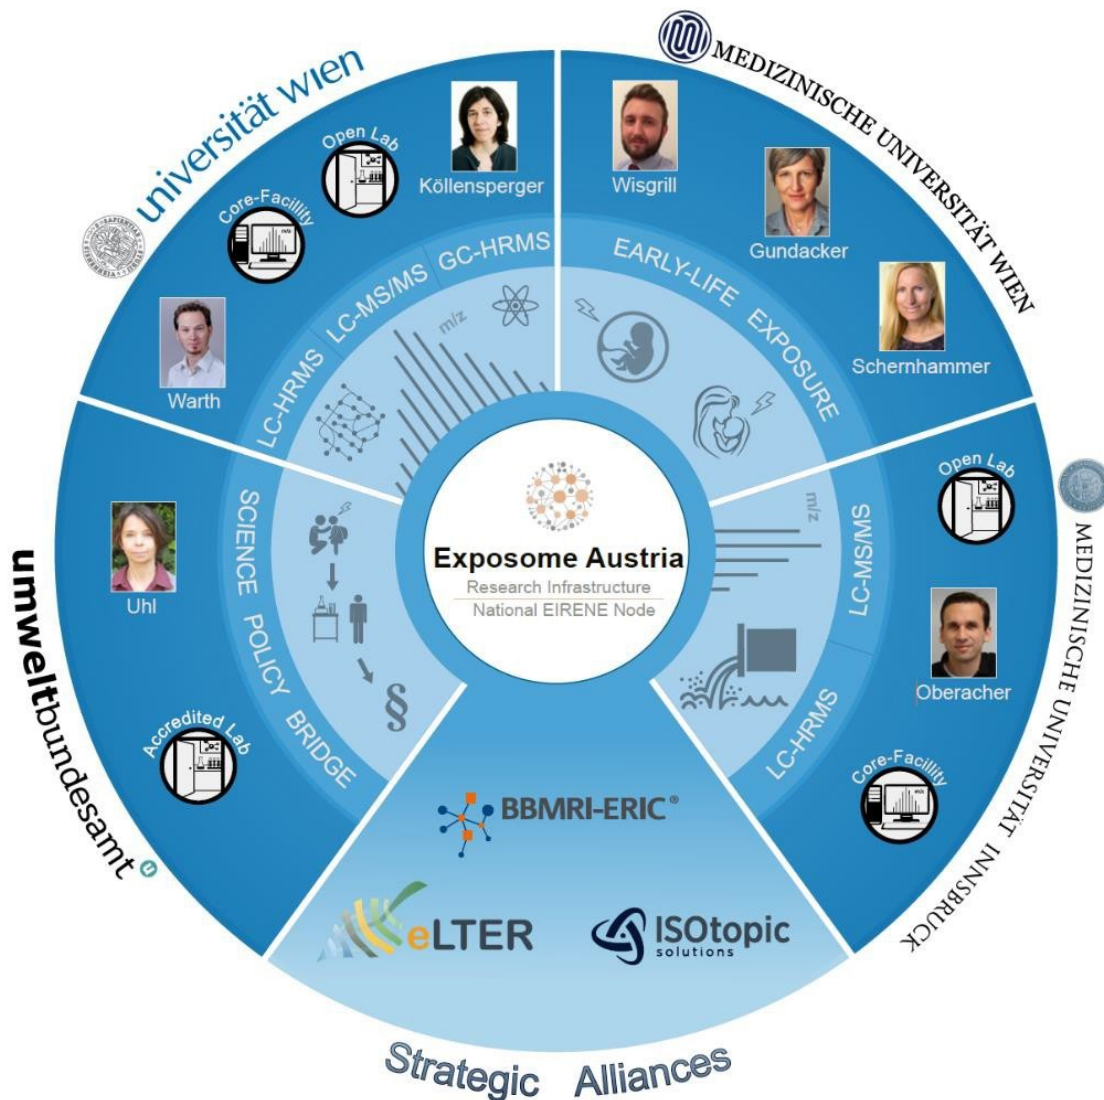 universität wien
Open Lab
Core-Facillity
Köllensperger
Warth
LC-HRMS
LC-MS/MS
GC-HRMS
m/z
MEDIZINISCHE UNIVERSITÄT WIEN
Wisgrill
Gundacker
Schernhammer
EARLY-LIFE EXPOSURE
MEDIZINISCHE UNIVERSITÄT INNSBRUCK
Open Lab
Oberacher
Core-Facillity
LC-MS/MS
LC-HRMS
m/z
umweltbundesamt
u
Uhl
Accredited Lab
SCIENCE POLICY BRIDGE
§
Exposome Austria
Research Infrastructure
National EIRENE Node
BBMRI-ERIC®
eLTER
ISOtopic
solutions
Strategic Alliances